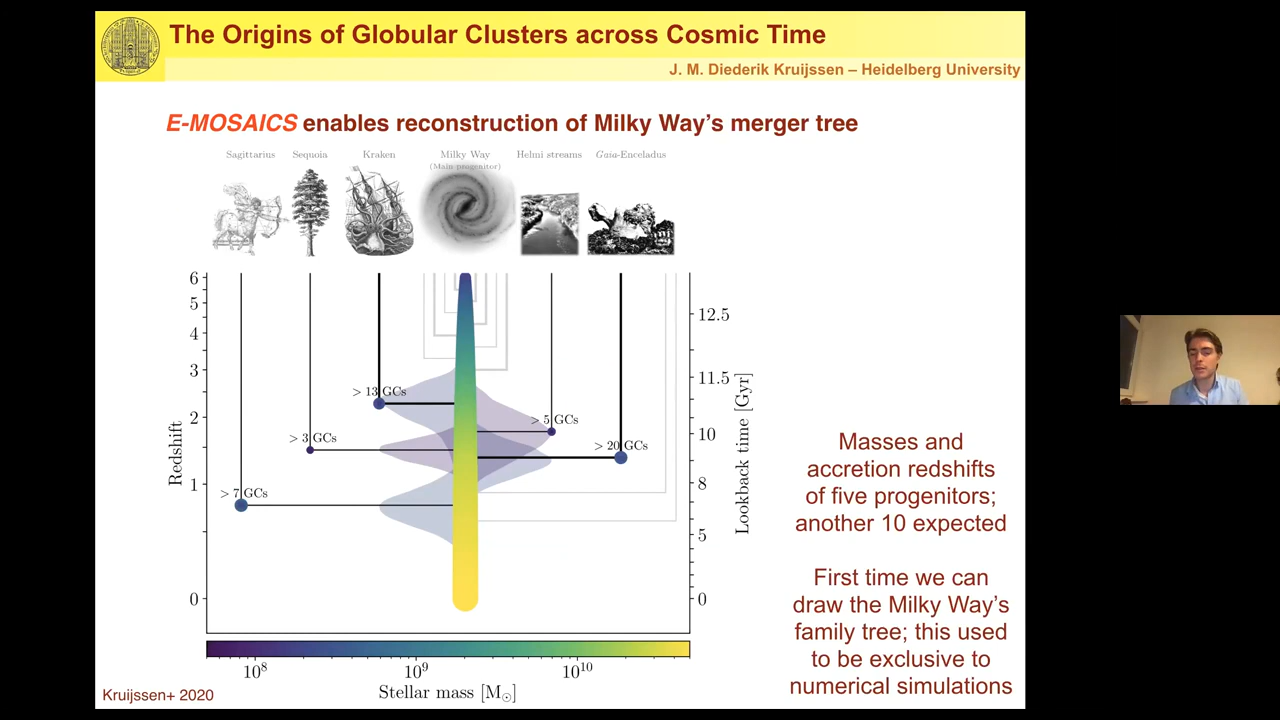 The Origins of Globular Clusters across Cosmic Time
J. M. Diederik Kruijssen – Heidelberg University
E-MOSAICS enables reconstruction of Milky Way's merger tree
Sagittarius Sequoia Kraken Milky Way Helmi streams Gaia-Enceladus
(Main progenitor)
6
5
4
3
2
1
0
Redshift
> 13 GCs
> 5 GCs
> 3 GCs
> 20 GCs
> 7 GCs
12.5
11.5
10
8
5
0
Lookback time [Gyr]
10⁸ 10⁹ 10¹⁰
Stellar mass [M☉]
Kruijssen+ 2020
Masses and
accretion redshifts
of five progenitors;
another 10 expected
First time we can
draw the Milky Way's
family tree; this used
to be exclusive to
numerical simulations